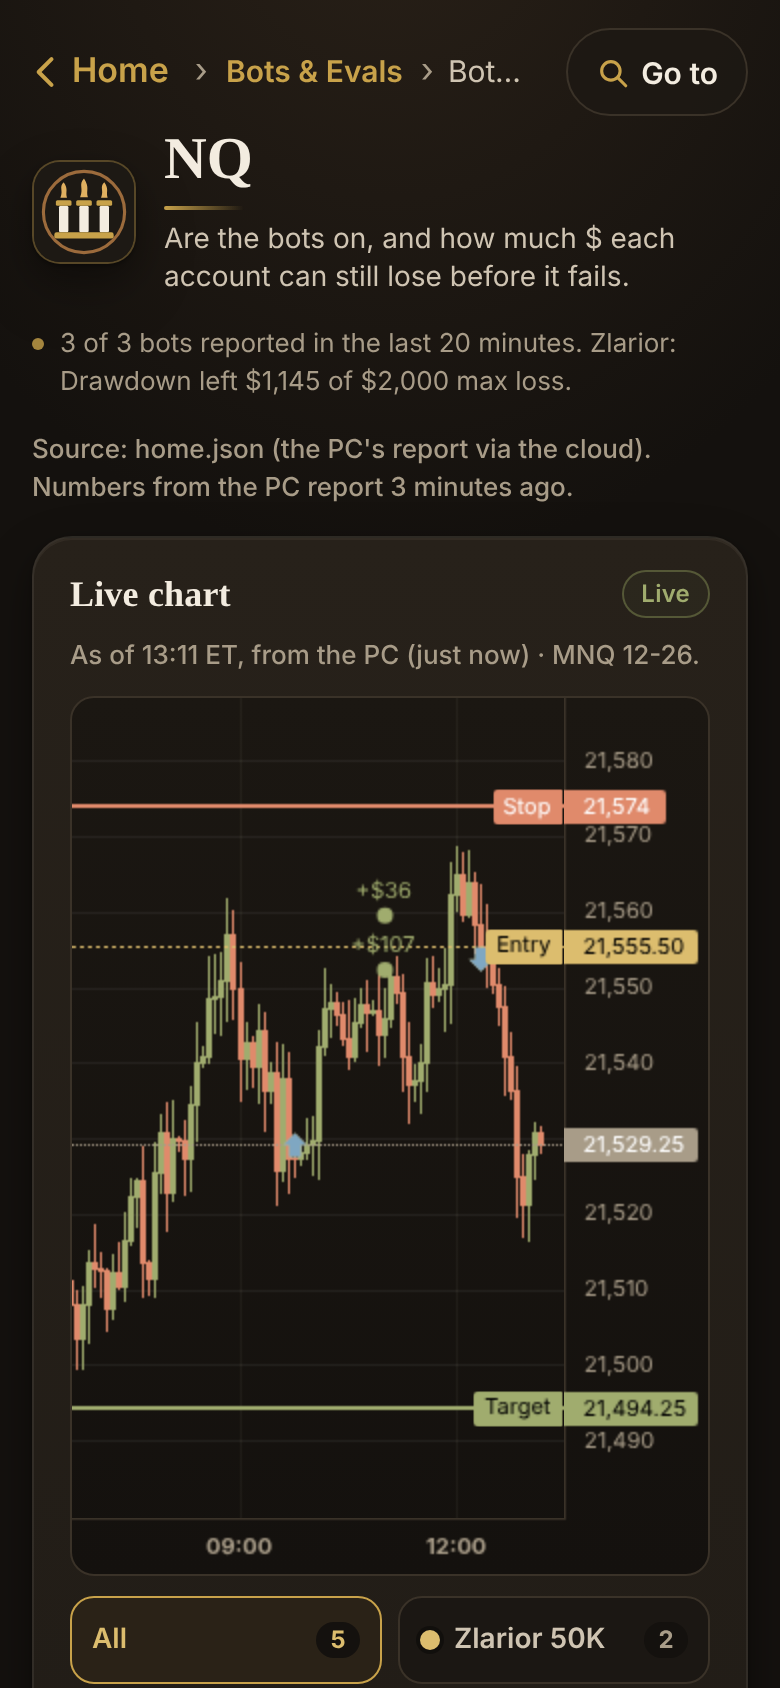 Home › Bots & Evals › Bot...
Go to
NQ
Are the bots on, and how much $ each
account can still lose before it fails.
3 of 3 bots reported in the last 20 minutes. Zlarior:
Drawdown left $1,145 of $2,000 max loss.
Source: home.json (the PC's report via the cloud).
Numbers from the PC report 3 minutes ago.
Live chart
Live
As of 13:11 ET, from the PC (just now) · MNQ 12-26.
21,580
Stop 21,574
21,570
+$36
21,560
+$107
Entry 21,555.50
21,550
21,540
21,529.25
21,520
21,510
21,500
Target 21,494.25
21,490
09:00 12:00
All 5
Zlarior 50K 2